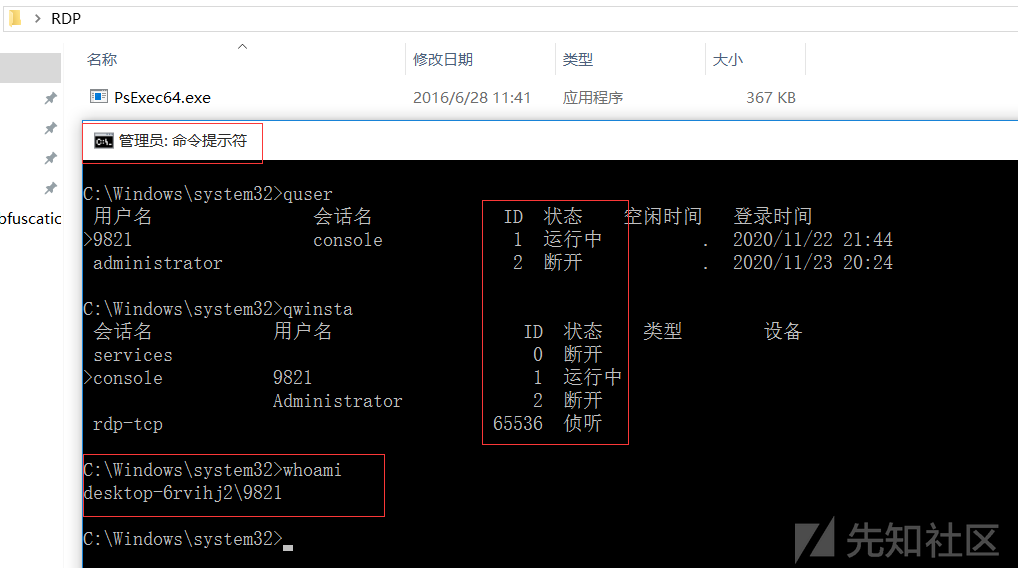 RDP
名称 修改日期 类型 大小
PsExec64.exe 2016/6/28 11:41 应用程序 367 KB
管理员: 命令提示符
C:\Windows\system32>quser
用户名 会话名 ID 状态 空闲时间 登录时间
>9821 console 1 运行中 . 2020/11/22 21:44
bfuscatic
administrator 2 断开 . 2020/11/23 20:24
C:\Windows\system32>qwinsta
会话名 用户名 ID 状态 类型 设备
services 0 断开
>console 9821 1 运行中
Administrator 2 断开
rdp-tcp 65536 侦听
C:\Windows\system32>whoami
desktop-6rvihj2\9821
C:\Windows\system32>
先知社区